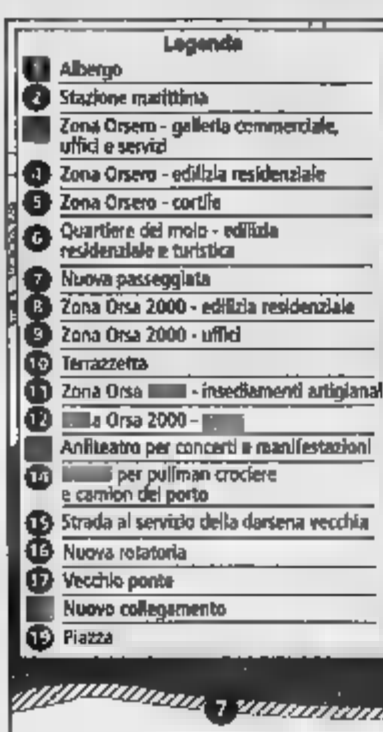 Legenda
1 Albergo
2 Stazione marittima
Zona Orsero - galleria commerciale,
uffici e servizi
4 Zona Orsero - edilizia residenziale
5 Zona Orsero - cortile
6 Quartiere del molo - edilizia
residenziale e turistica
7 Nuova passeggiata
8 Zona Orsa 2000 - edilizia residenziale
9 Zona Orsa 2000 - uffici
10 Terrazzetta
11 Zona Orsa - insediamenti artigianal
12 a Orsa 2000 -
Anfiteatro per concerti e manifestazioni
14 per pullman crociere
e camion del porto
15 Strada al servizio della darsena vecchia
16 Nuova rotatoria
17 Vecchio ponte
Nuovo collegamento
19 Piazza
7